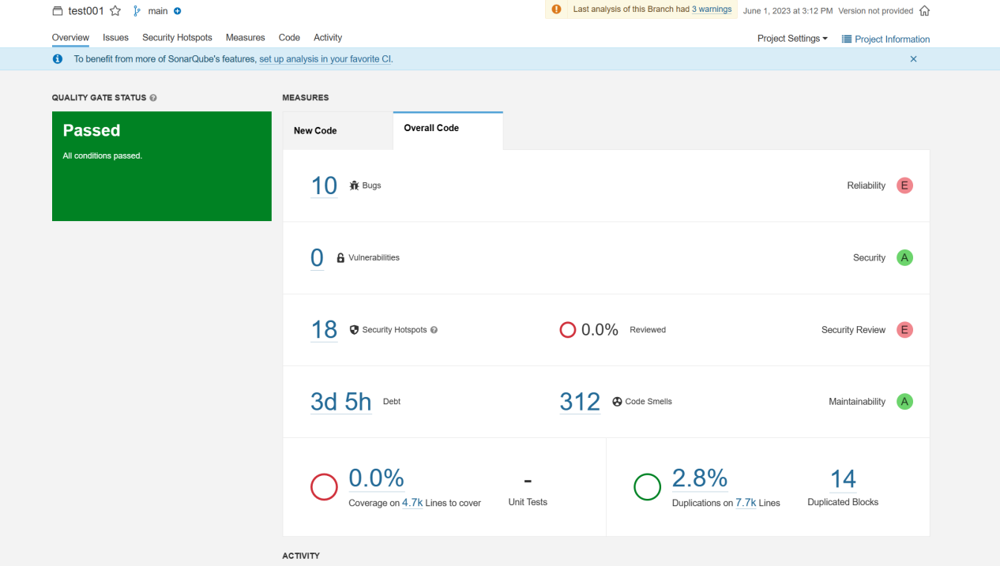 test001 main
Last analysis of this Branch had 3 warnings June 1, 2023 at 3:12 PM Version not provided
Overview Issues Security Hotspots Measures Code Activity
Project Settings Project Information
To benefit from more of SonarQube's features, set up analysis in your favorite CI.
QUALITY GATE STATUS
Passed
All conditions passed.
MEASURES
New Code
Overall Code
10 Bugs Reliability E
0 Vulnerabilities Security A
18 Security Hotspots 0.0% Reviewed Security Review E
3d 5h Debt 312 Code Smells Maintainability A
0.0% - 2.8% 14
Coverage on 4.7k Lines to cover Unit Tests Duplications on 7.7k Lines Duplicated Blocks
ACTIVITY